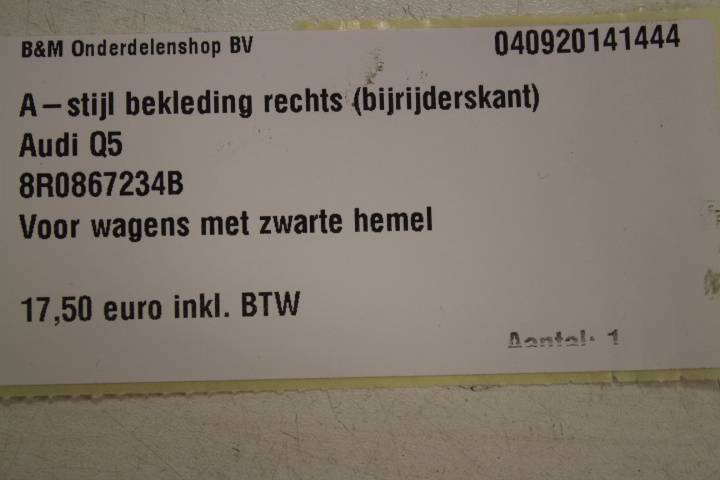 B&M Onderdelenshop BV 040920141444
A–stijl bekleding rechts (bijrijderskant)
Audi Q5
8R0867234B
Voor wagens met zwarte hemel
17,50 euro inkl. BTW
Aantal: 1